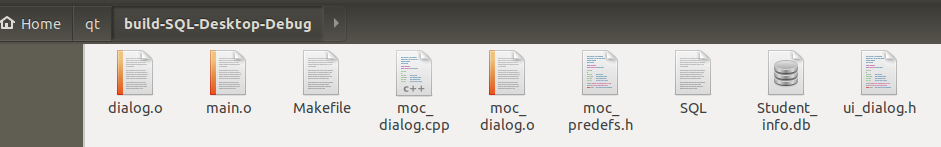 Home qt build-SQL-Desktop-Debug
c++
dialog.o main.o Makefile moc_ moc_ moc_ SQL Student_ ui_dialog.h
dialog.cpp dialog.o predefs.h info.db